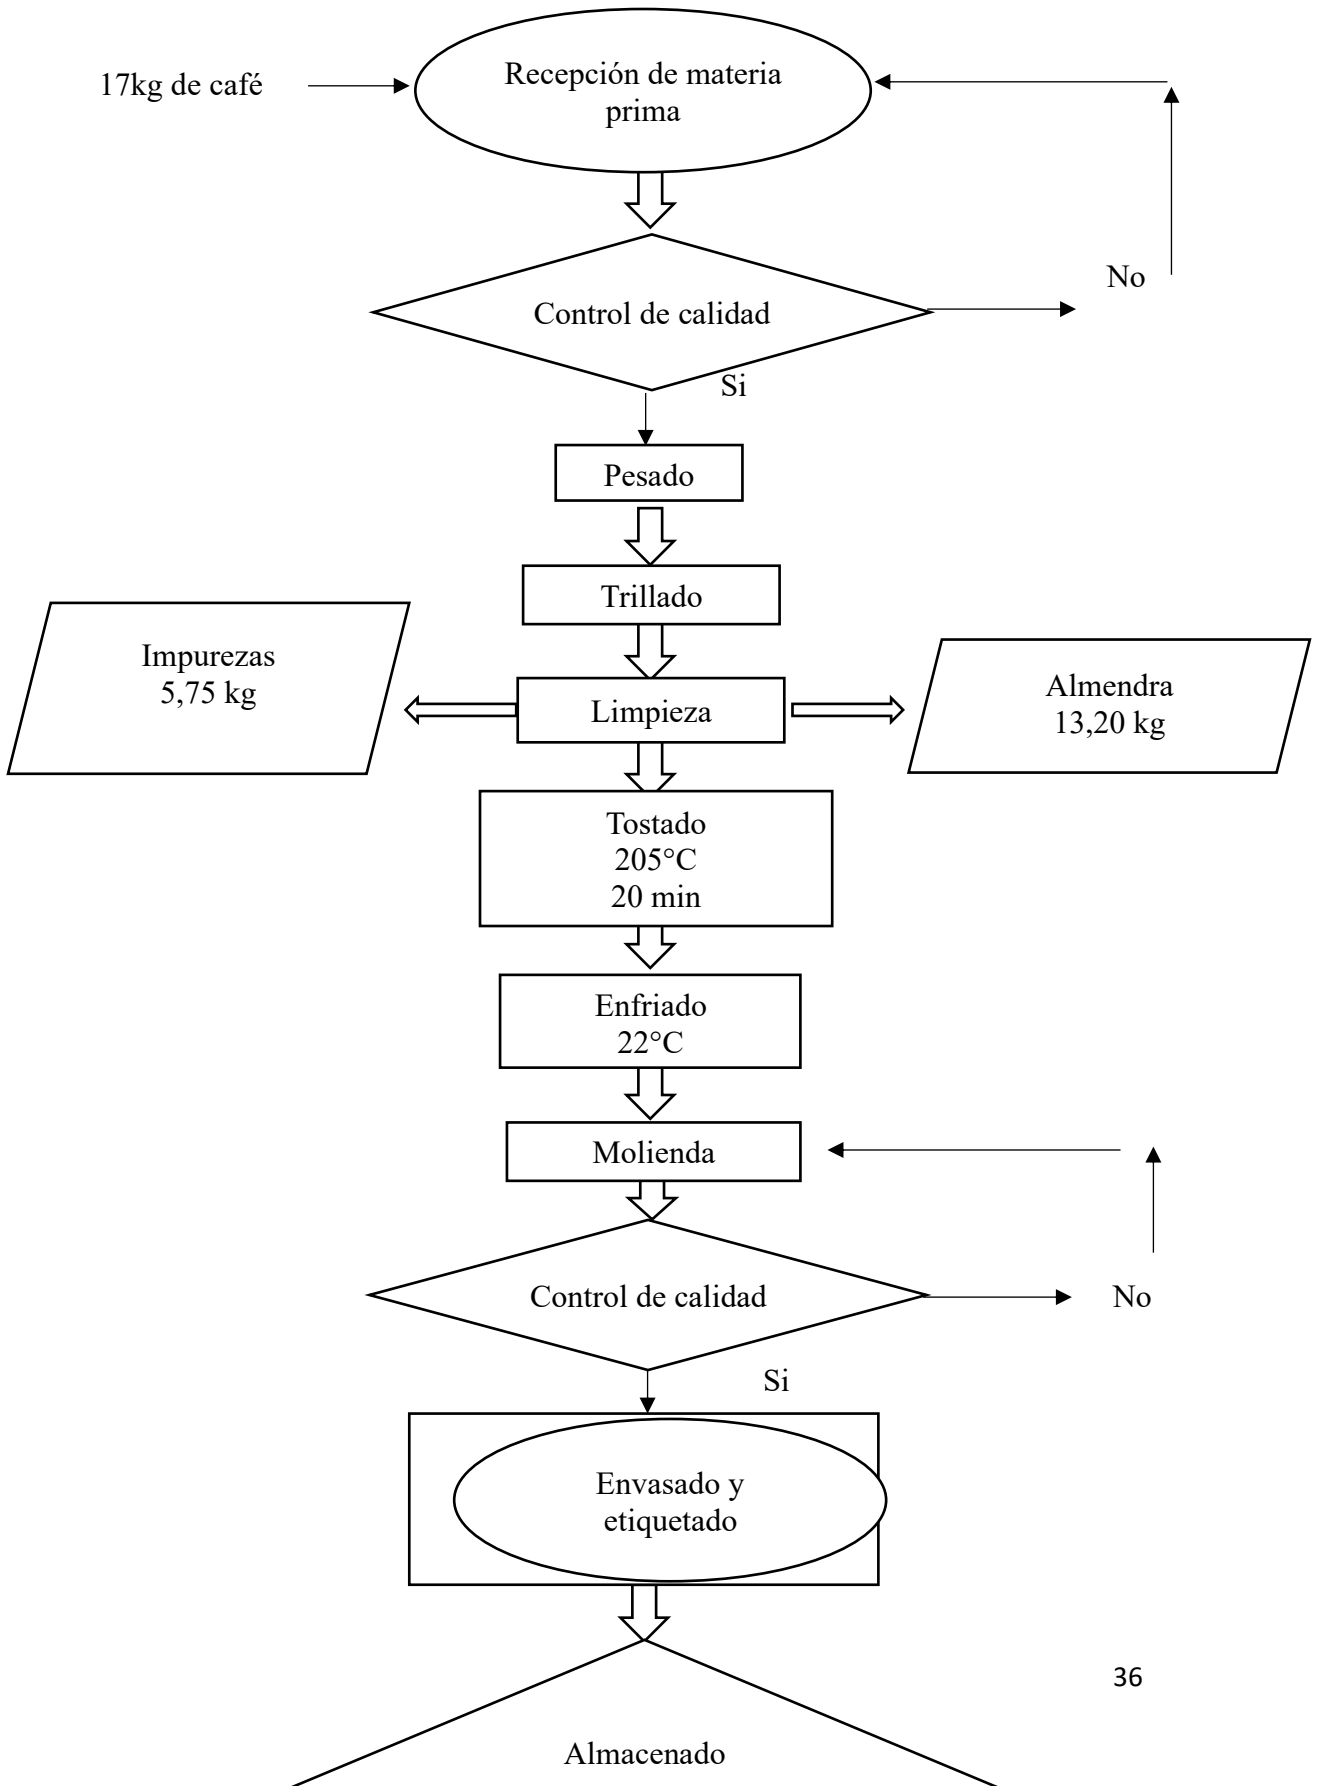 17kg de café
Recepción de materia
prima
No
Control de calidad
Si
Pesado
Trillado
Impurezas
5,75 kg
Limpieza
Almendra
13,20 kg
Tostado
205°C
20 min
Enfriado
22°C
Molienda
Control de calidad
No
Si
Envasado y
etiquetado
36
Almacenado